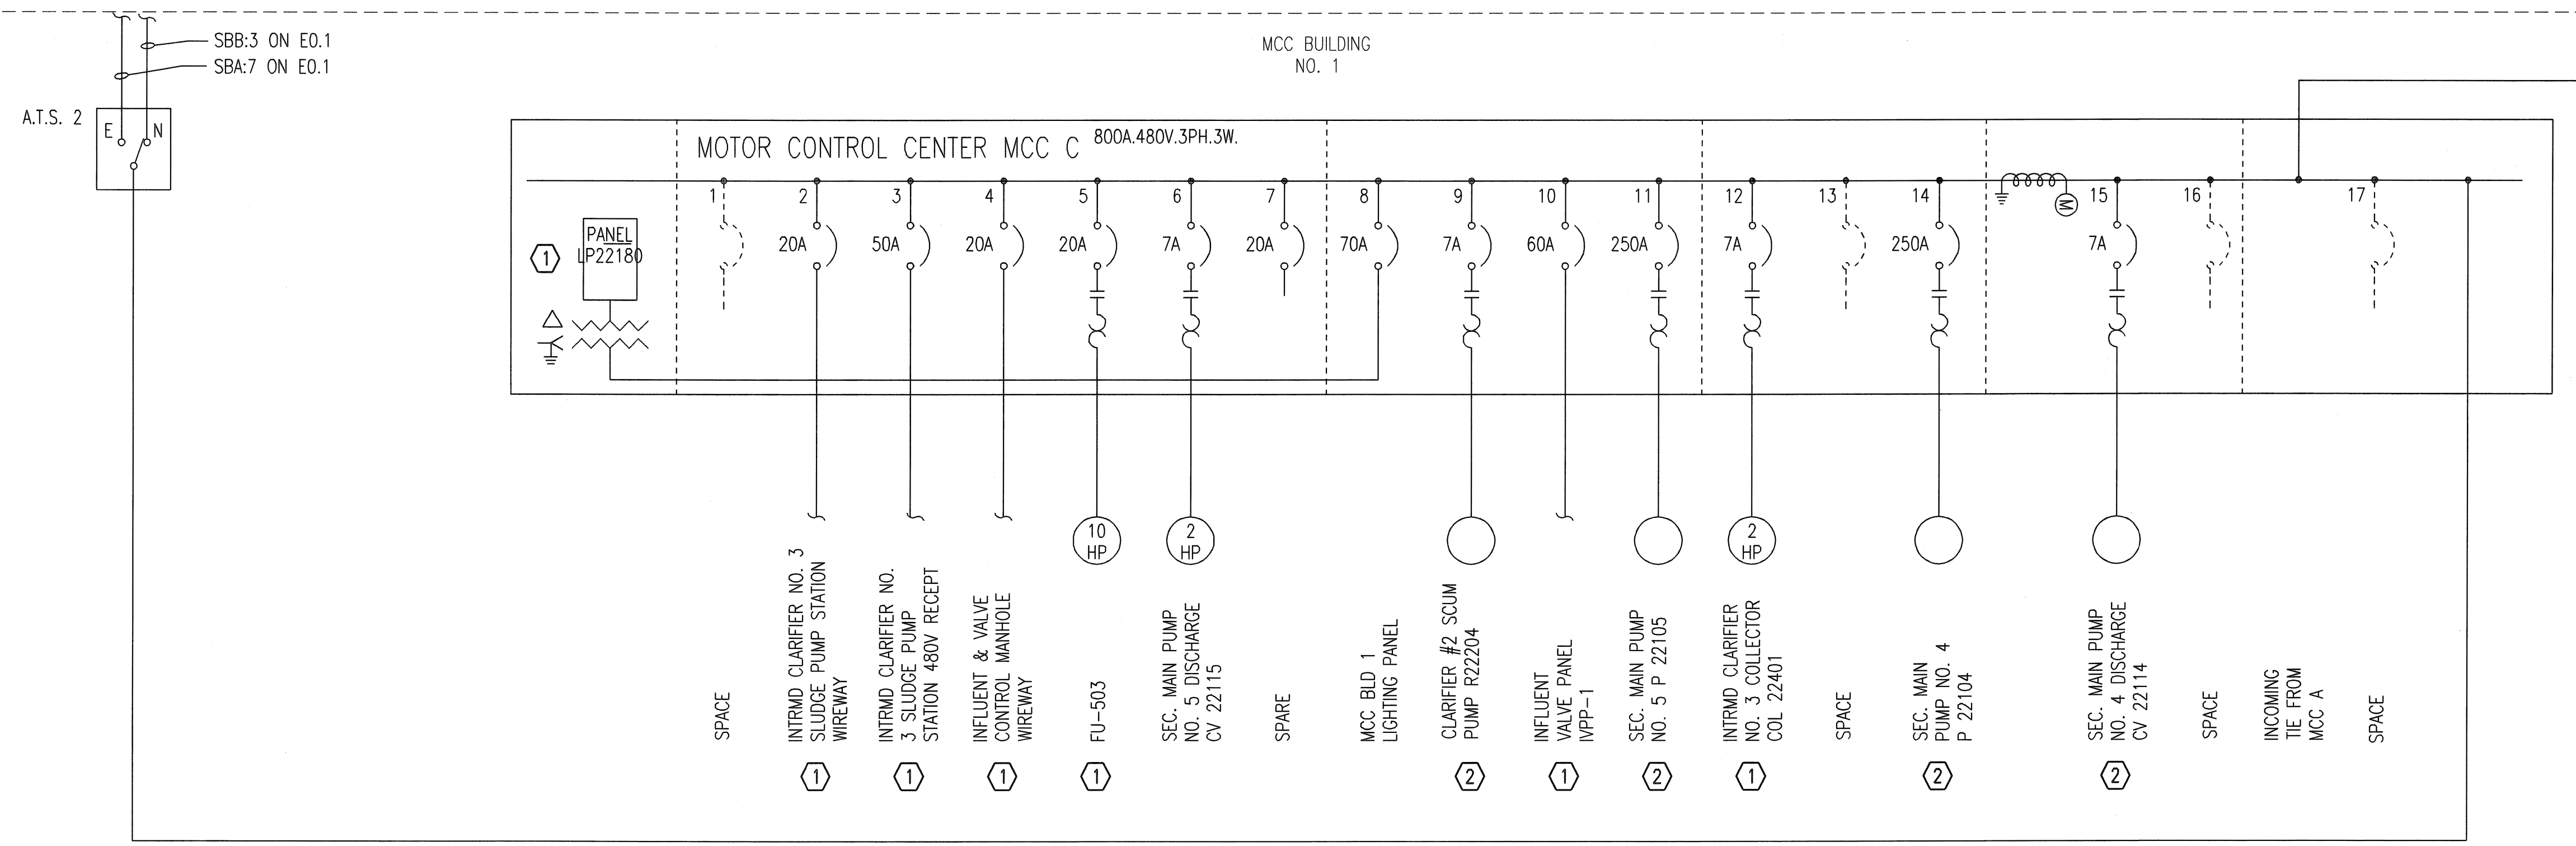 SBB:3 ON E0.1
SBA:7 ON E0.1
MCC BUILDING
NO. 1
A.T.S. 2
E
N
MOTOR CONTROL CENTER MCC C
800A.480V.3PH.3W.
1
2
3
4
5
6
7
8
9
10
11
12
13
14
15
16
17
M
1
PANEL
LP22180
20A
50A
20A
20A
7A
20A
70A
7A
60A
250A
7A
250A
7A
10
HP
2
HP
2
HP
SPACE
INTRMD CLARIFIER NO. 3
SLUDGE PUMP STATION
WIREWAY
INTRMD CLARIFIER NO.
3 SLUDGE PUMP
STATION 480V RECEPT
INFLUENT & VALVE
CONTROL MANHOLE
WIREWAY
FU-503
SEC. MAIN PUMP
NO. 5 DISCHARGE
CV 22115
SPARE
MCC BLD 1
LIGHTING PANEL
CLARIFIER #2 SCUM
PUMP R22204
INFLUENT
VALVE PANEL
IVPP-1
SEC. MAIN PUMP
NO. 5 P 22105
INTRMD CLARIFIER
NO. 3 COLLECTOR
COL 22401
SPACE
SEC. MAIN
PUMP NO. 4
P 22104
SEC. MAIN PUMP
NO. 4 DISCHARGE
CV 22114
SPACE
INCOMING
TIE FROM
MCC A
SPACE
1
1
1
1
2
1
2
1
2
2